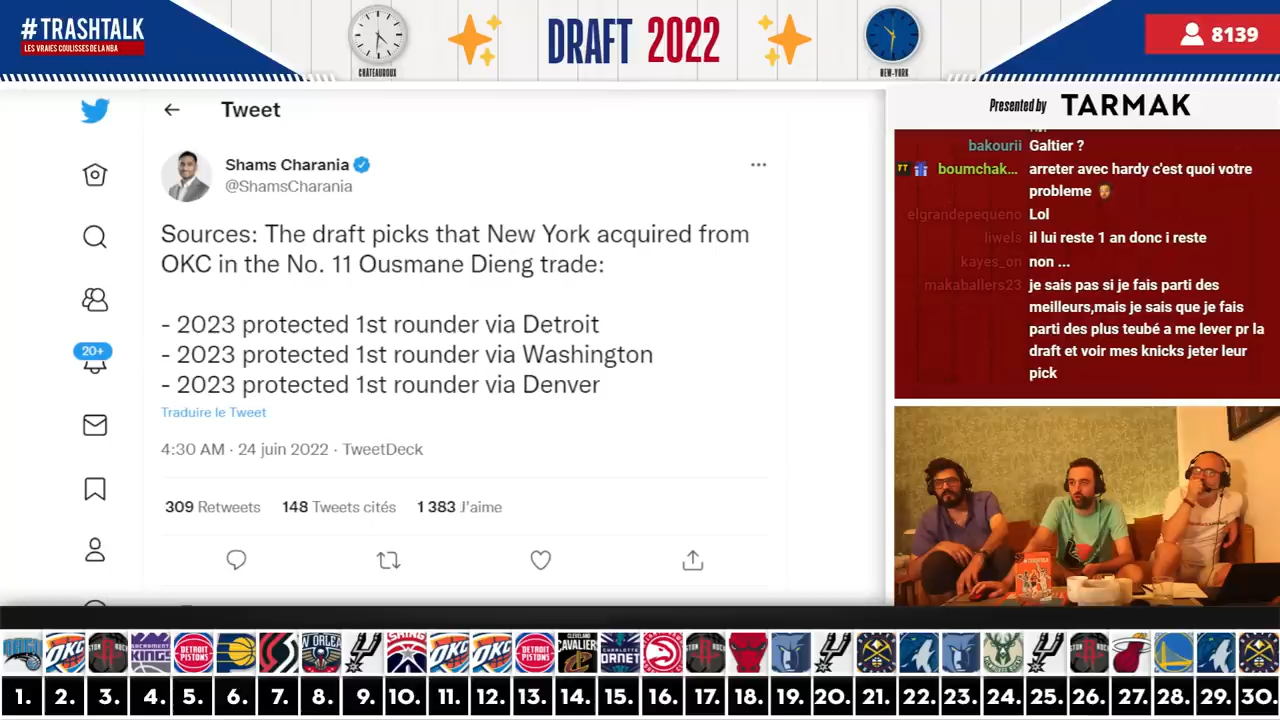 #TRASHTALK
LES VRAIES COULISSES DE LA NBA
CHÂTEAUROUX
DRAFT 2022
NEW-YORK
8139
Tweet
Shams Charania
@ShamsCharania
Sources: The draft picks that New York acquired from
OKC in the No. 11 Ousmane Dieng trade:
- 2023 protected 1st rounder via Detroit
- 2023 protected 1st rounder via Washington
- 2023 protected 1st rounder via Denver
Traduire le Tweet
4:30 AM · 24 juin 2022 · TweetDeck
309 Retweets 148 Tweets cités 1 383 J'aime
20+
Presented by TARMAK
bakourii Galtier ?
TT boumchak... arreter avec hardy c'est quoi votre
probleme
elgrandepequeno Lol
liwels il lui reste 1 an donc i reste
kayes_on non ...
makaballers23 je sais pas si je fais parti des
meilleurs,mais je sais que je fais
parti des plus teubé a me lever pr la
draft et voir mes knicks jeter leur
pick
1. 2. 3. 4. 5. 6. 7. 8. 9. 10. 11. 12. 13. 14. 15. 16. 17. 18. 19. 20. 21. 22. 23. 24. 25. 26. 27. 28. 29. 30.